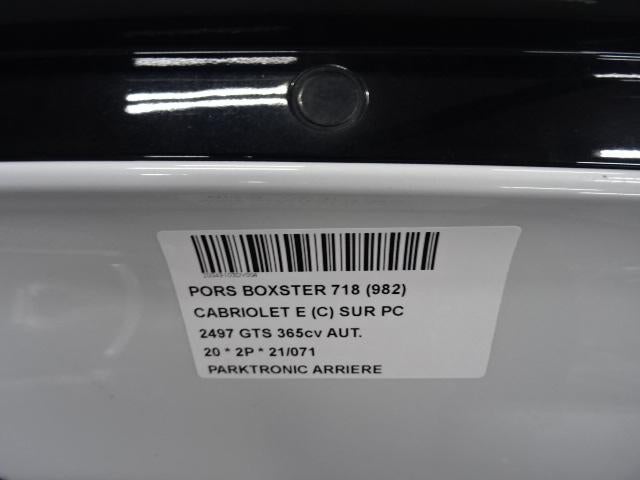 PORS BOXSTER 718 (982)
CABRIOLET E (C) SUR PC
2497 GTS 365cv AUT.
20 * 2P * 21/071
PARKTRONIC ARRIERE